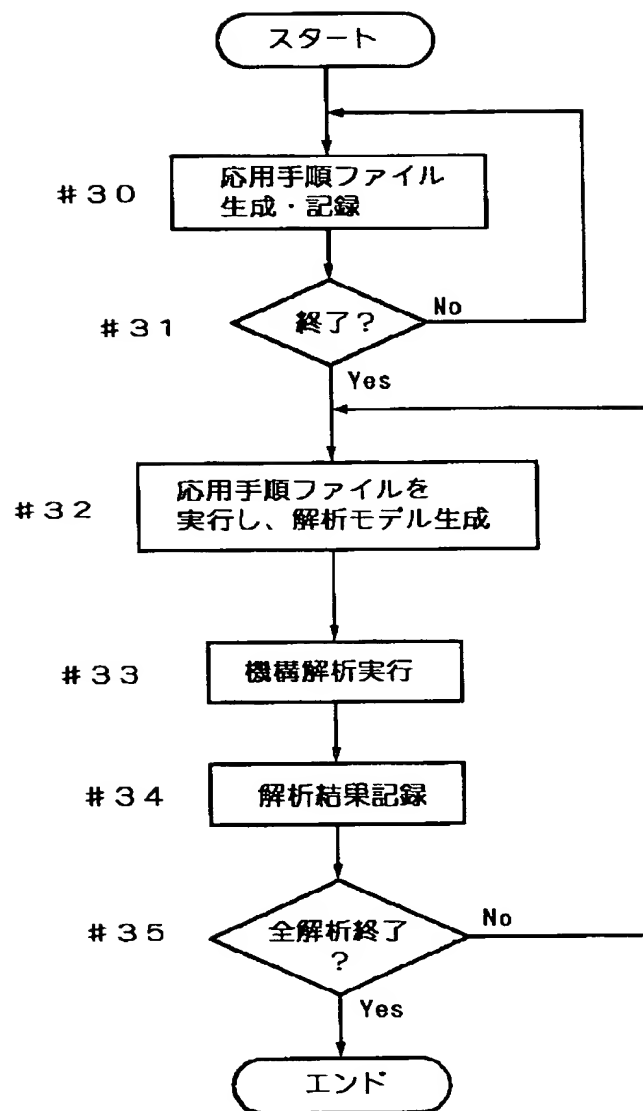 スタート
#30
応用手順ファイル
生成・記録
#31
終了?
No
Yes
#32
応用手順ファイルを
実行し、解析モデル生成
#33
機構解析実行
#34
解析結果記録
#35
全解析終了
?
No
Yes
エンド